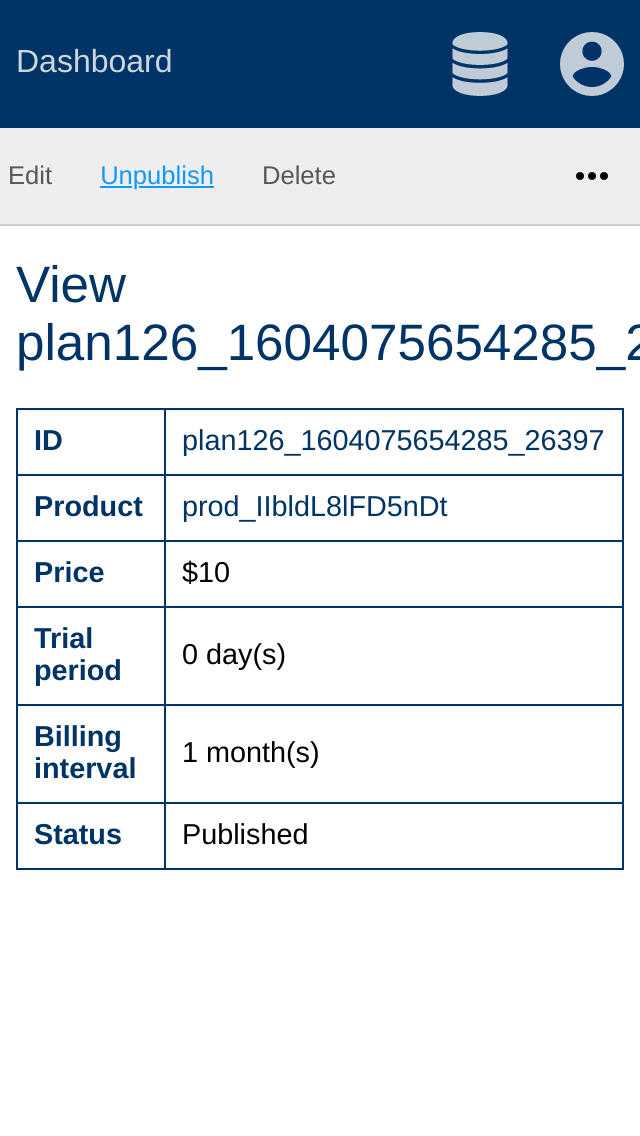 Dashboard
Edit Unpublish Delete
View
plan126_1604075654285_2
ID plan126_1604075654285_26397
Product prod_IIbldL8lFD5nDt
Price $10
Trial
period
0 day(s)
Billing
interval
1 month(s)
Status Published